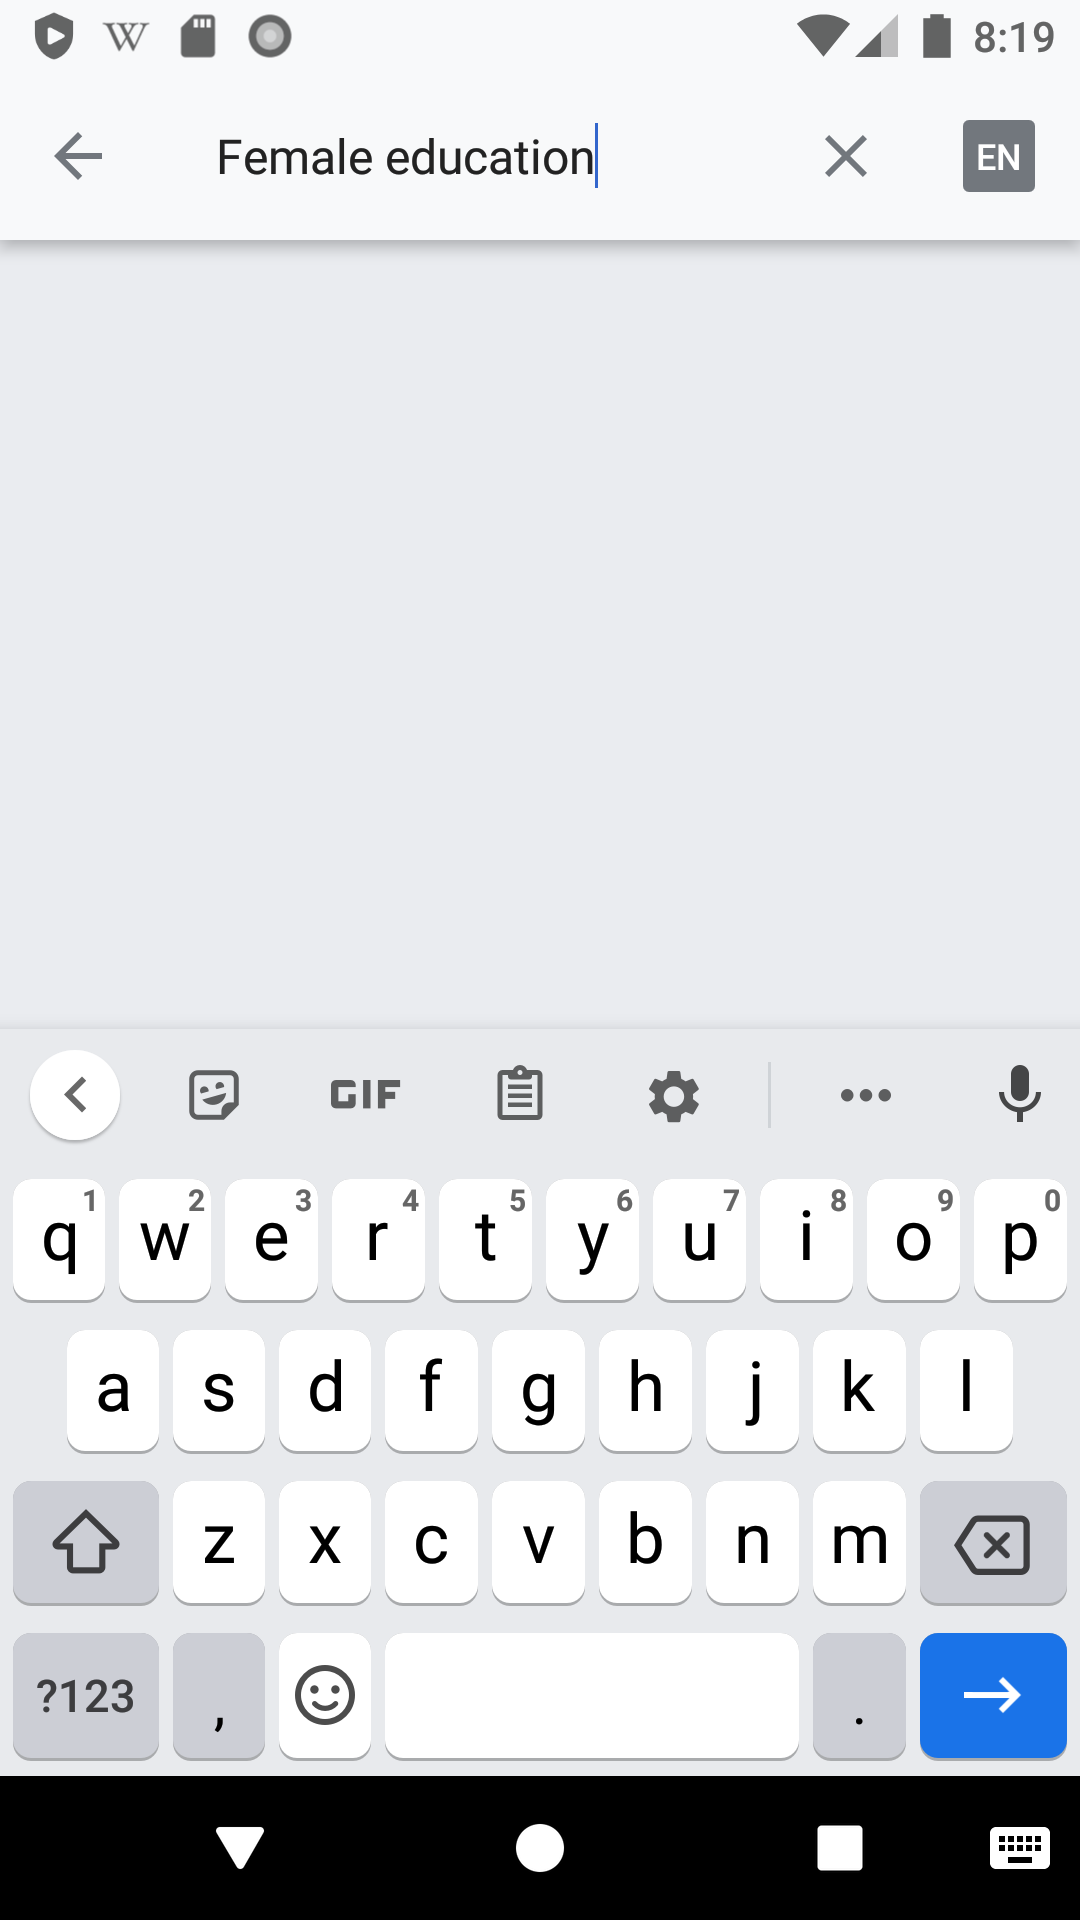 W 8:19
Female education EN
GIF
1 2 3 4 5 6 7 8 9 0
q w e r t y u i o p
a s d f g h j k l
z x c v b n m
?123 , .